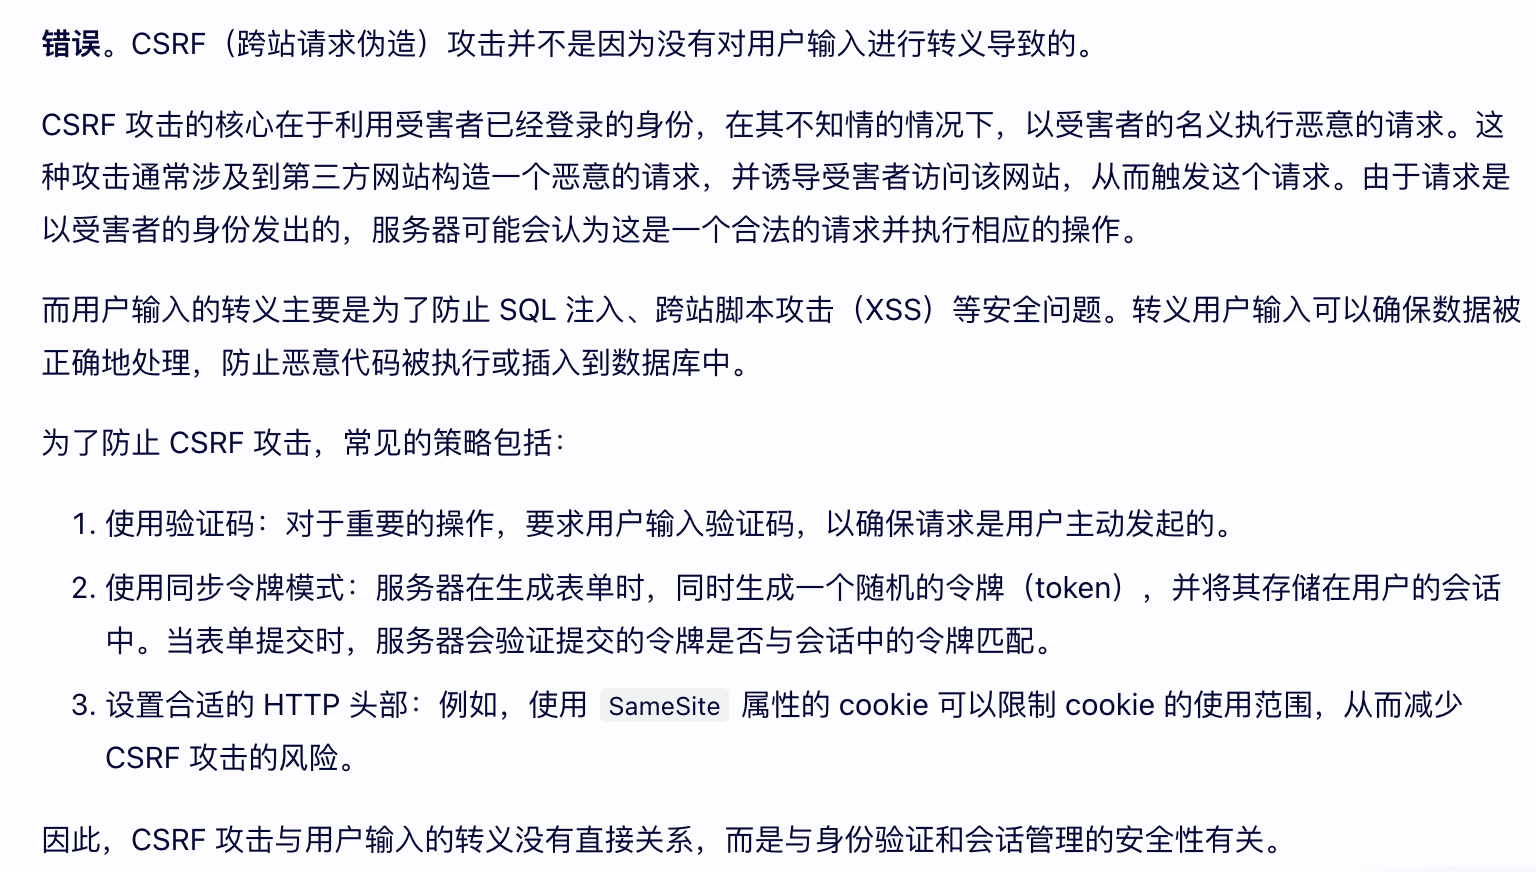 错误。CSRF（跨站请求伪造）攻击并不是因为没有对用户输入进行转义导致的。
CSRF 攻击的核心在于利用受害者已经登录的身份，在其不知情的情况下，以受害者的名义执行恶意的请求。这
种攻击通常涉及到第三方网站构造一个恶意的请求，并诱导受害者访问该网站，从而触发这个请求。由于请求是
以受害者的身份发出的，服务器可能会认为这是一个合法的请求并执行相应的操作。
而用户输入的转义主要是为了防止 SQL 注入、跨站脚本攻击（XSS）等安全问题。转义用户输入可以确保数据被
正确地处理，防止恶意代码被执行或插入到数据库中。
为了防止 CSRF 攻击，常见的策略包括：
1. 使用验证码：对于重要的操作，要求用户输入验证码，以确保请求是用户主动发起的。
2. 使用同步令牌模式：服务器在生成表单时，同时生成一个随机的令牌（token），并将其存储在用户的会话
中。当表单提交时，服务器会验证提交的令牌是否与会话中的令牌匹配。
3. 设置合适的 HTTP 头部：例如，使用 SameSite 属性的 cookie 可以限制 cookie 的使用范围，从而减少
CSRF 攻击的风险。
因此，CSRF 攻击与用户输入的转义没有直接关系，而是与身份验证和会话管理的安全性有关。